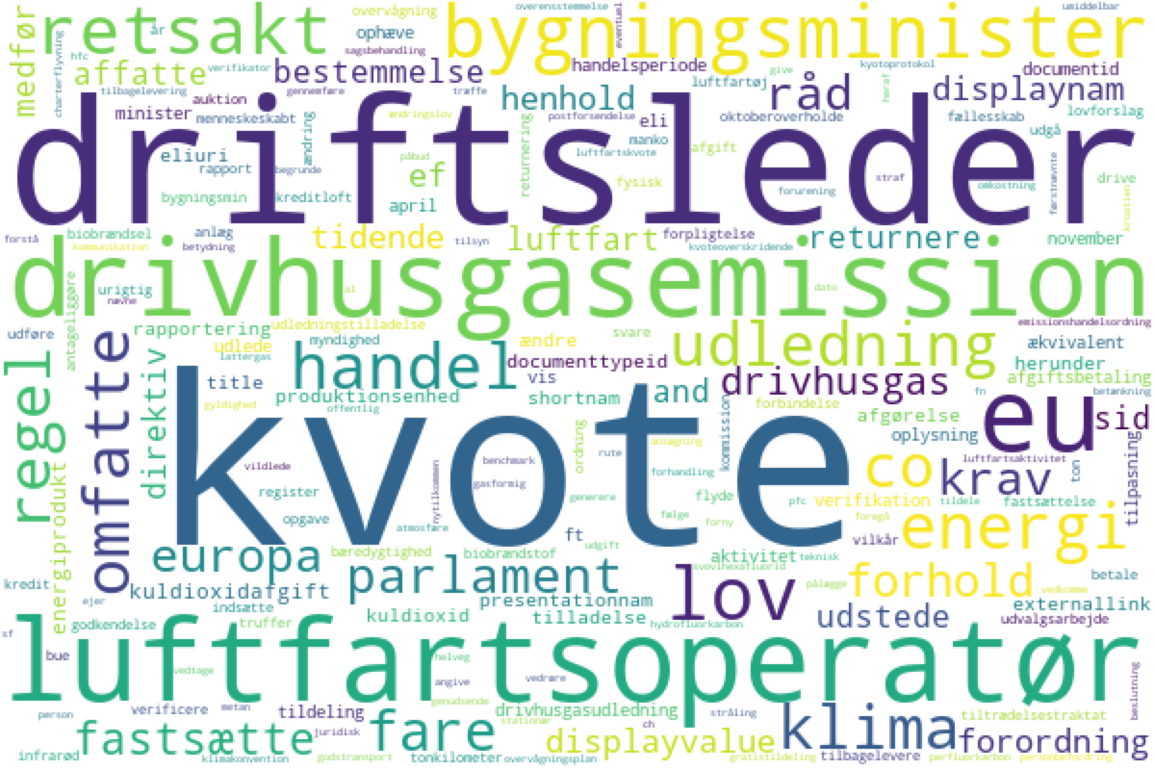 medfør
retsakt
overvågning
ophæve
overensstemmelse
eventuel
bygningsminister
umiddelbar
hfc
år
sagsbehandling
charterflyvning
affatte
verifikator
bestemmelse
handelsperiode
luftfartøj
give
kyotoprotokol
documentid
tilbagelevering
gennemføre
træffe
henhold
råd
heraf
displaynam
auktion
minister
menneskeskabt
ændring
ændringslov
postforsendelse
eli
oktoberoverholde
fællesskab
lovforslag
udgå
driftsleder
eliuri
rapport
begrunde
påbud
returnering
luftfartskvote
manko
afgift
bygningsmin
kreditloft
ef
april
fysisk
forurening
straf
omkostning
førstnævnte
drive
kroatien
forstå
biobrændsel
kommunikation
anlæg
betydning
tidende
tilsyn
luftfart
forpligtelse
kvoteoverskridende
returnere
november
drivhusgasemission
antageliggøre
urigtig
nævne
al
dato
udføre
rapportering
udledningstilladelse
svare
emissionshandelsordning
regel
omfatte
direktiv
udlede
myndighed
ændre
udledning
ækvivalent
lattergas
handel
documenttypeid
herunder
title
vis
and
drivhusgas
afgiftsbetaling
fn
betænkning
produktionsenhed
shortnam
gyldighed
offentlig
forbindelse
afgørelse
eu
sid
kvote
ordning
ansøgning
kommission
oplysning
vildlede
benchmark
rute
forhandling
co
krav
luftfartsaktivitet
ton
tilpasning
energiprodukt
register
nytilkommen
gasformig
generere
flyde
pfc
verifikation
tildele
fastsættelse
opgave
atmosfære
følge
forny
foregå
energi
ft
udgift
vilkår
europa
bæredygtighed
biobrændstof
aktivitet
teknisk
svovlhexafluorid
kredit
ejer
kuldioxidafgift
parlament
lov
pålægge
forhold
vedkomme
betale
indsætte
presentationnam
externallink
sf
godkendelse
truffer
kuldioxid
tilladelse
hydrofluorkarbon
udstede
udvalgsarbejde
luftfartsoperatør
bue
vedtage
helveg
vedrøre
angive
genudsende
beslutning
person
verificere
metan
tildeling
drivhusgasudledning
stråling
tiltrædelsestraktat
fastsætte
juridisk
fare
stationær
ch
klima
infrarød
klimakonvention
godstransport
tonkilometer
overvågningsplan
displayvalue
gratistildeling
tilbagelevere
perfluorkarbon
forordning
personbefordring